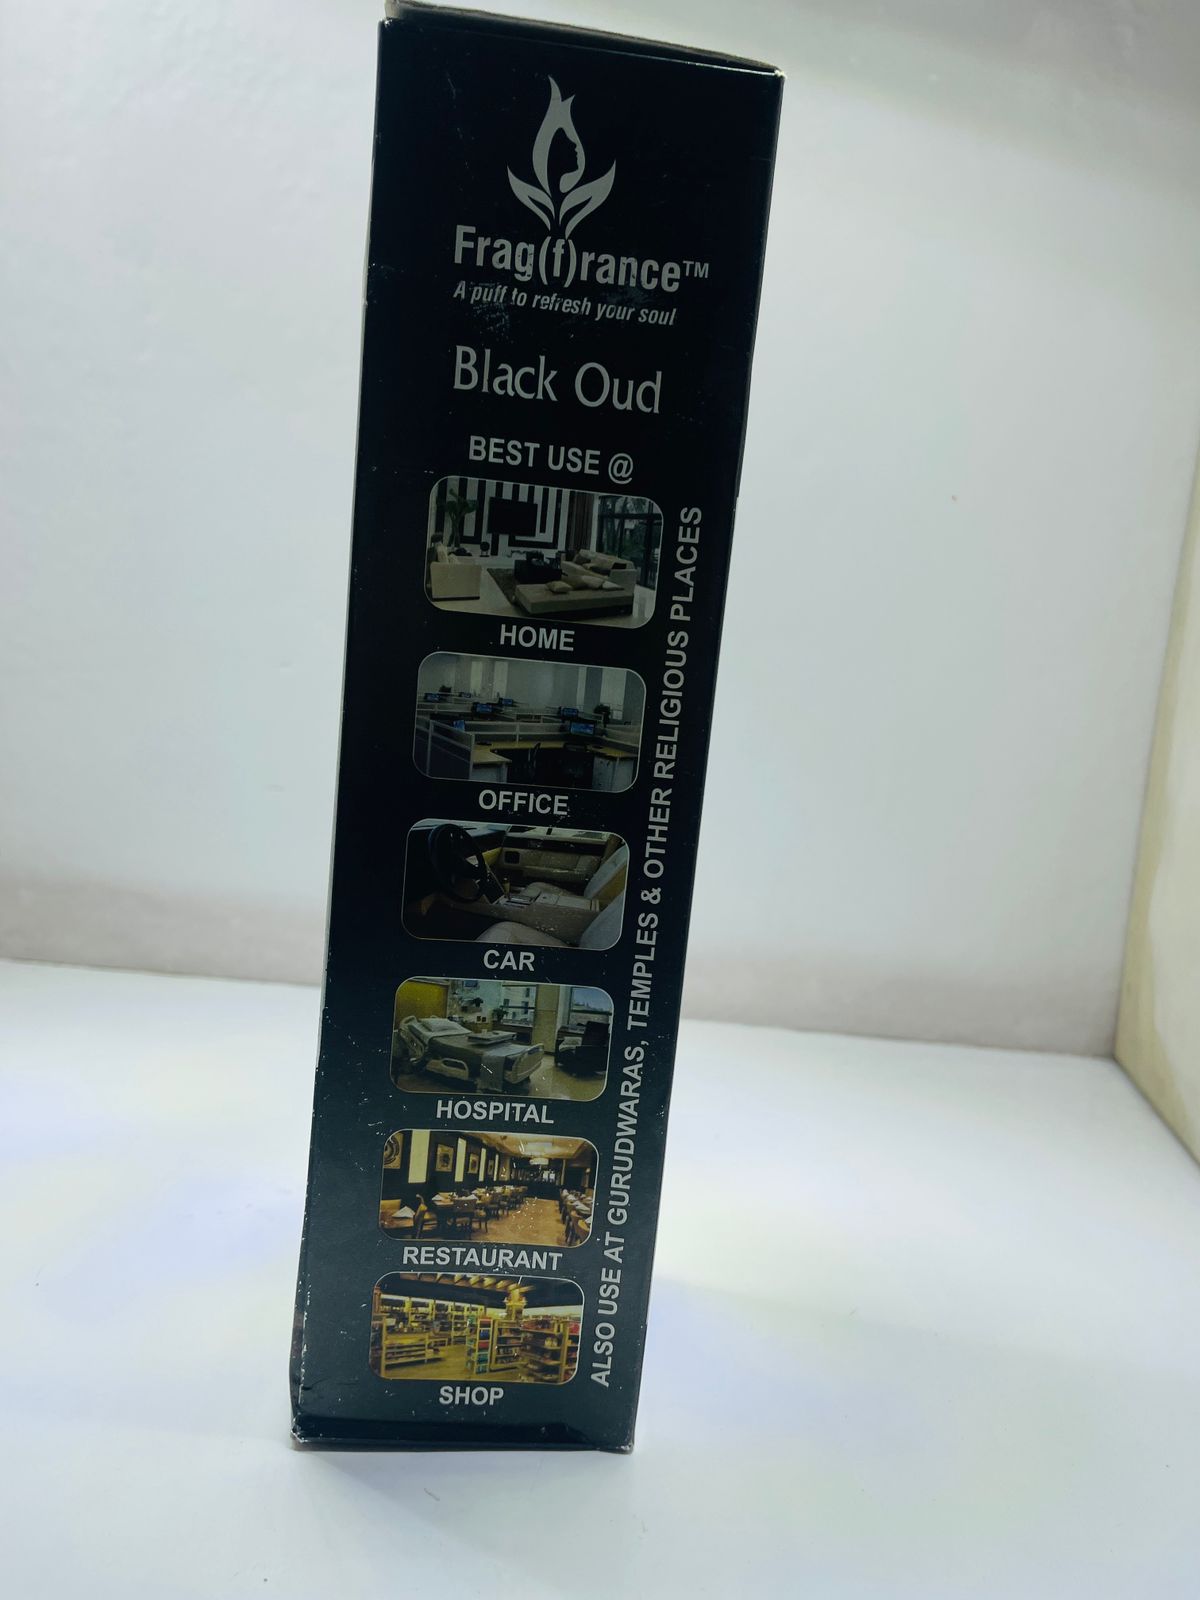 Frag(f)rance™
A puff to refresh your soul
Black Oud
BEST USE @
HOME
OFFICE
CAR
HOSPITAL
RESTAURANT
SHOP
ALSO USE AT GURUDWARAS, TEMPLES & OTHER RELIGIOUS PLACES